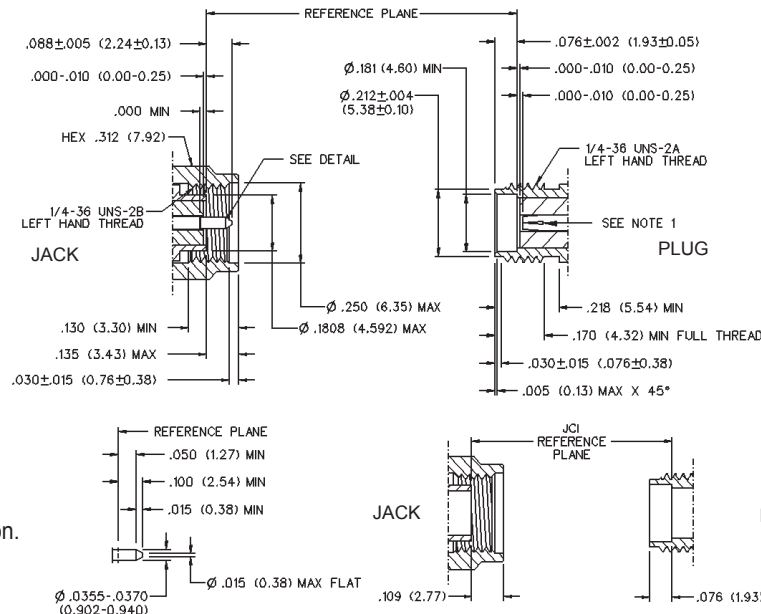 REFERENCE PLANE
.088±.005 (2.24±0.13)
.000-.010 (0.00-0.25)
.000 MIN
HEX .312 (7.92)
SEE DETAIL
1/4-36 UNS-2B
LEFT HAND THREAD
JACK
Ø.250 (6.35) MAX
.130 (3.30) MIN
Ø.1808 (4.592) MAX
.135 (3.43) MAX
.030±.015 (0.76±0.38)
.076±.002 (1.93±0.05)
Ø.181 (4.60) MIN
.000-.010 (0.00-0.25)
Ø.212±.004
(5.38±0.10)
.000-.010 (0.00-0.25)
1/4-36 UNS-2A
LEFT HAND THREAD
SEE NOTE 1
PLUG
.218 (5.54) MIN
.170 (4.32) MIN FULL THREAD
.030±.015 (.076±0.38)
.005 (0.13) MAX X 45°
REFERENCE PLANE
.050 (1.27) MIN
.100 (2.54) MIN
.015 (0.38) MIN
on.
Ø.015 (0.38) MAX FLAT
Ø.0355-.0370
(0.902-0.940)
JCI
REFERENCE
PLANE
JACK
.109 (2.77)
.076 (1.93)